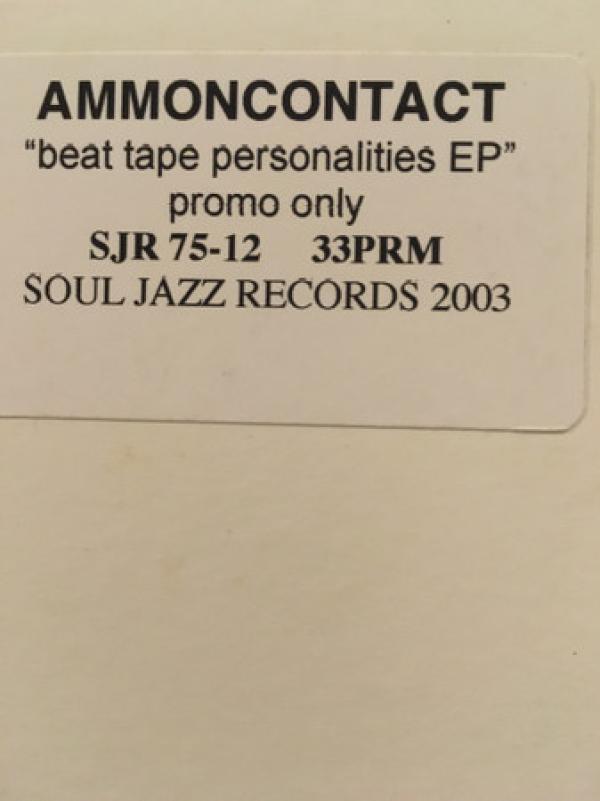 AMMONCONTACT
“beat tape personalities EP”
promo only
SJR 75-12 33PRM
SOUL JAZZ RECORDS 2003